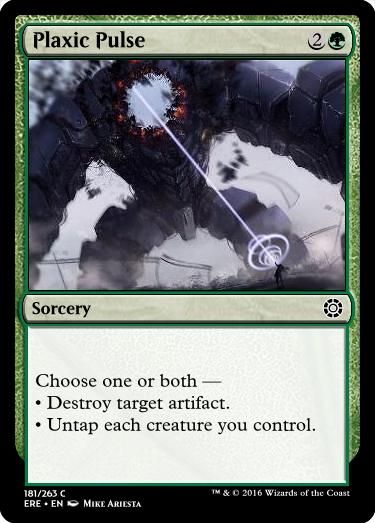 Plaxic Pulse 2
Sorcery
Choose one or both —
• Destroy target artifact.
• Untap each creature you control.
181/263 C
ERE • EN Mike Ariesta
™ & © 2016 Wizards of the Coast